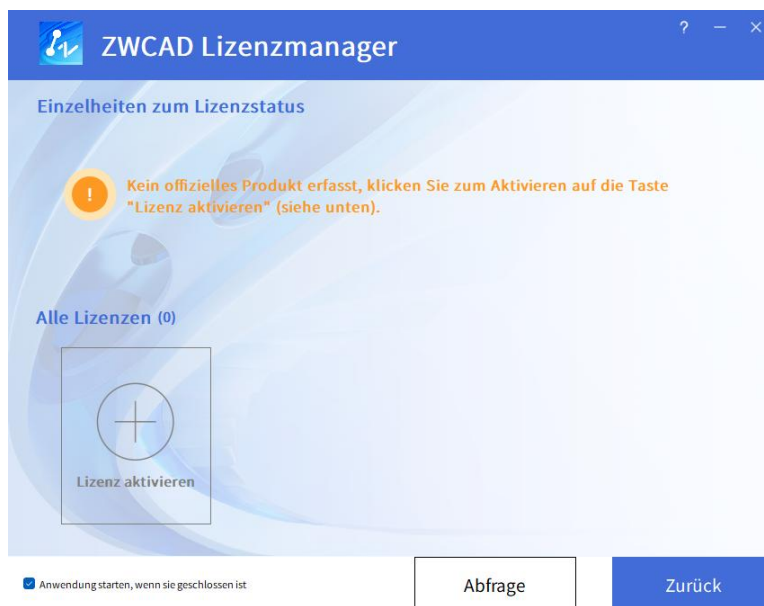 ZWCAD Lizenzmanager
Einzelheiten zum Lizenzstatus
Kein offizielles Produkt erfasst, klicken Sie zum Aktivieren auf die Taste
"Lizenz aktivieren" (siehe unten).
Alle Lizenzen (0)
Lizenz aktivieren
Anwendung starten, wenn sie geschlossen ist
Abfrage
Zurück